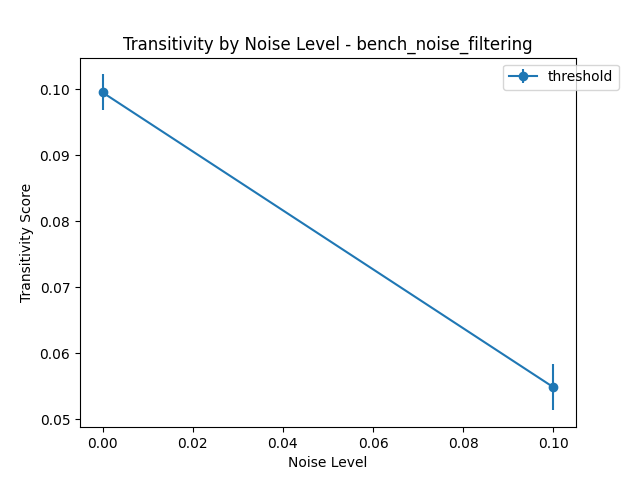 Transitivity by Noise Level - bench_noise_filtering
threshold
0.10
0.09
0.08
0.07
0.06
0.05
Transitivity Score
0.00 0.02 0.04 0.06 0.08 0.10
Noise Level